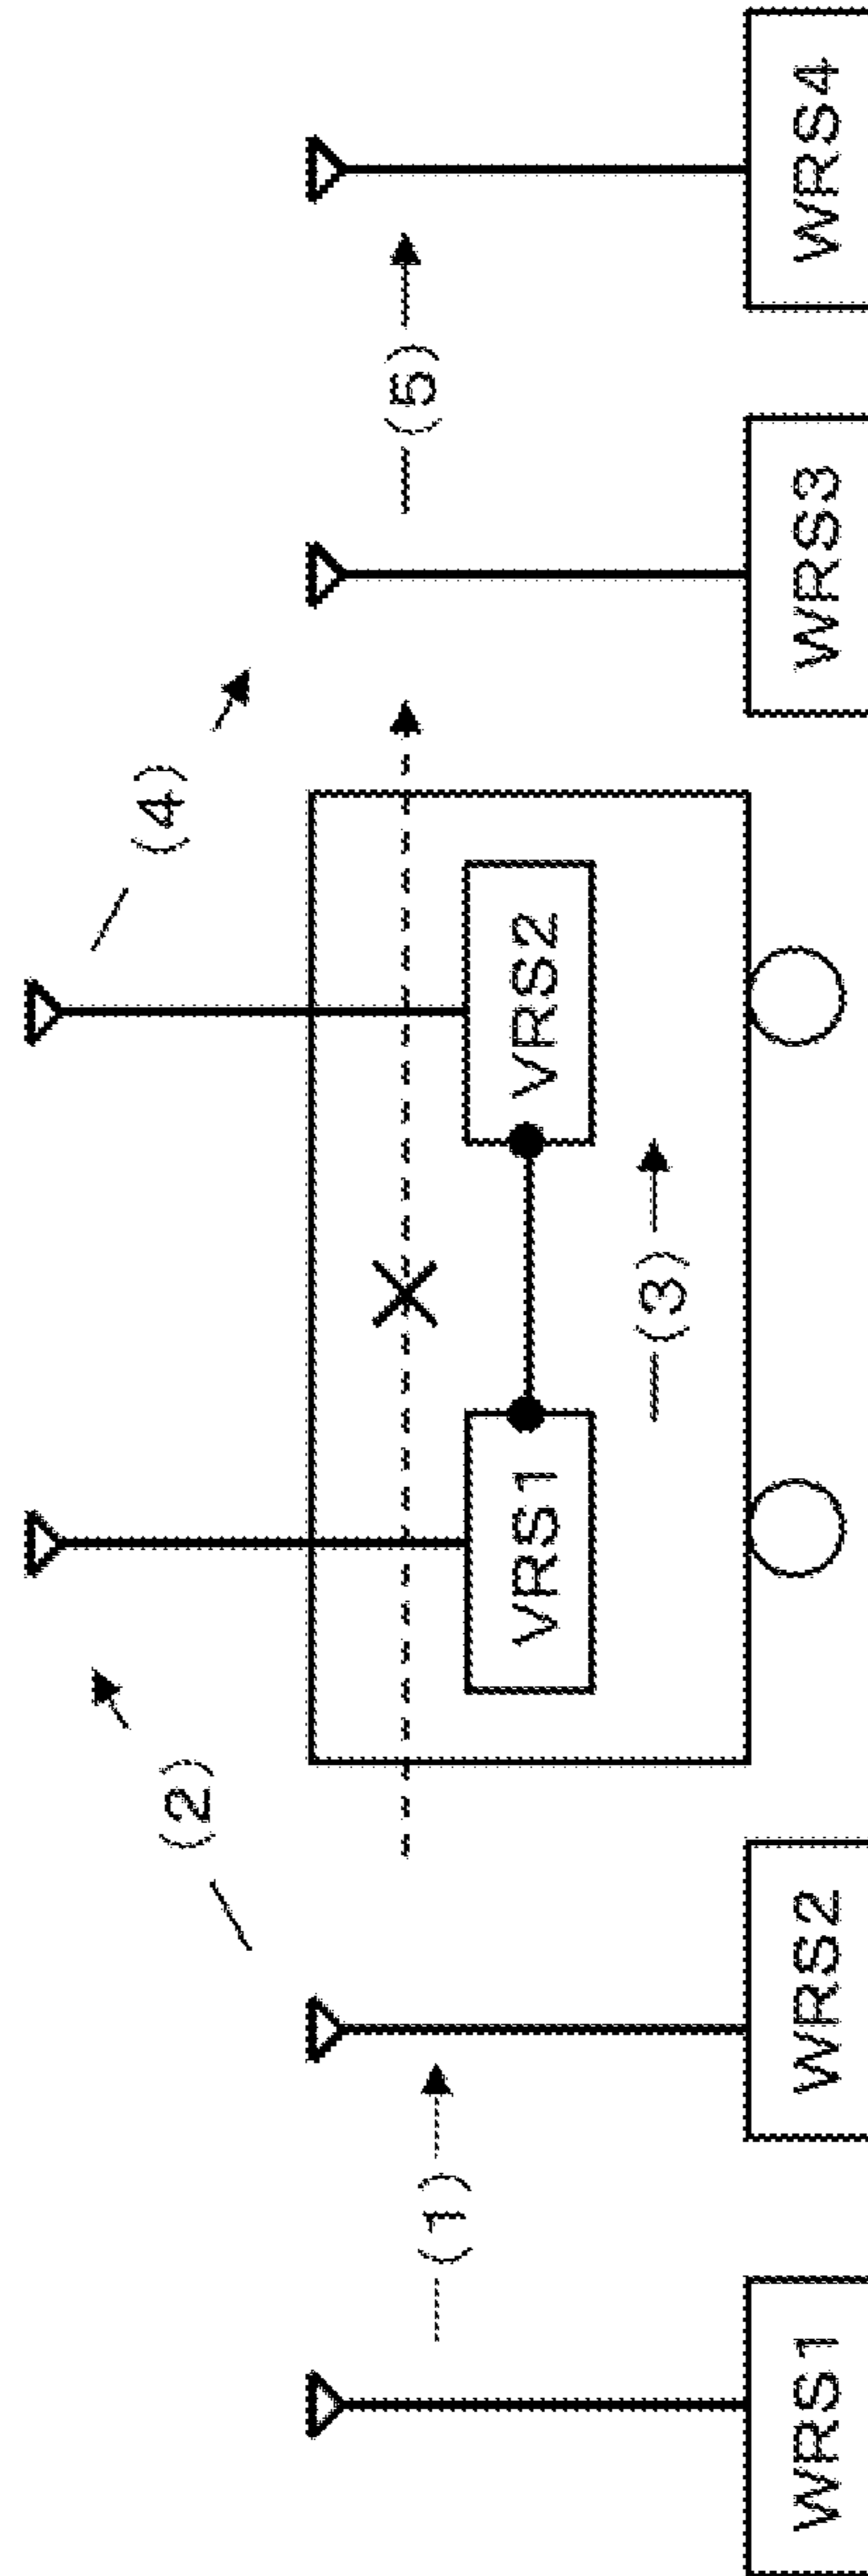 (2)
(4)
(1)
(5)
VRS1
VRS2
(3)
WRS1
WRS2
WRS3
WRS4